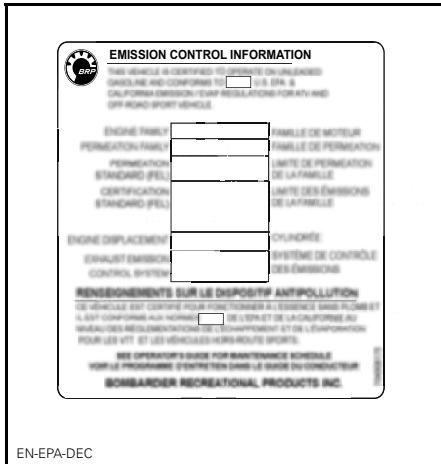 BRP
EMISSION CONTROL INFORMATION
THIS VEHICLE IS CERTIFIED TO OPERATE ON UNLEADED
GASOLINE AND CONFORMS TO U.S. EPA &
CALIFORNIA EMISSION / EVAP REGULATIONS FOR ATV AND
OFF-ROAD SPORT VEHICLE.
ENGINE FAMILY FAMILLE DE MOTEUR
PERMEATION FAMILY FAMILLE DE PERMEATION
PERMEATION LIMITE DE PERMEATION
STANDARD (FEL) DE LA FAMILLE
CERTIFICATION LIMITE DES ÉMISSIONS
STANDARD (FEL) DE LA FAMILLE
ENGINE DISPLACEMENT CYLINDRÉE
EXHAUST EMISSION SYSTÈME DE CONTRÔLE
CONTROL SYSTEM DES ÉMISSIONS
RENSEIGNEMENTS SUR LE DISPOSITIF ANTIPOLLUTION
CE VÉHICULE EST CERTIFIÉ POUR FONCTIONNER À L'ESSENCE SANS PLOMB ET
IL EST CONFORME AUX NORMES DE L'EPA ET DE LA CALIFORNIE AU
NIVEAU DES RÉGLEMENTATIONS DE L'ÉCHAPPEMENT ET DE L'ÉVAPORATION
POUR LES VTT ET LES VÉHICULES HORS-ROUTE SPORTS.
SEE OPERATOR'S GUIDE FOR MAINTENANCE SCHEDULE
VOIR LE PROGRAMME D'ENTRETIEN DANS LE GUIDE DU CONDUCTEUR
BOMBARDIER RECREATIONAL PRODUCTS INC.
EN-EPA-DEC